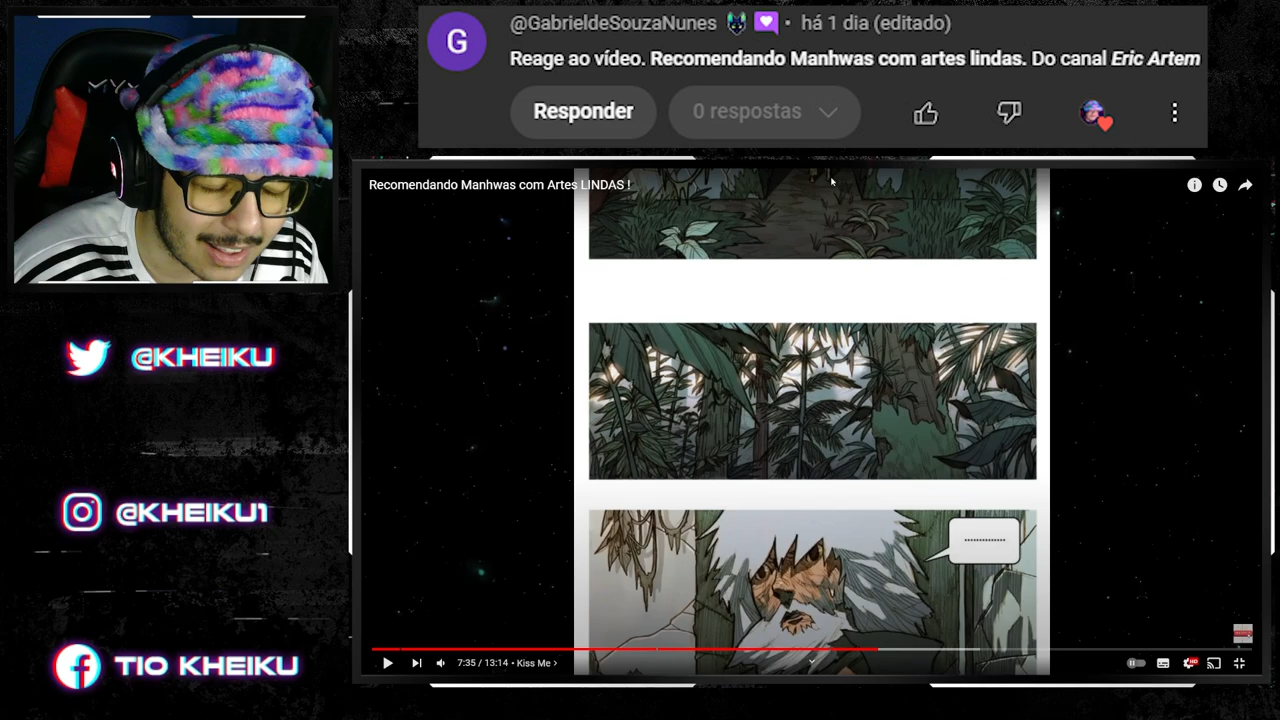 @GabrieldeSouzaNunes • há 1 dia (editado)
G
Reage ao vídeo. Recomendando Manhwas com artes lindas. Do canal Eric Artem
Responder
0 respostas
Recomendando Manhwas com Artes LINDAS !
@KHEIKU
@KHEIKU1
TIO KHEIKU
..............
7:35 / 13:14 • Kiss Me ›
HD